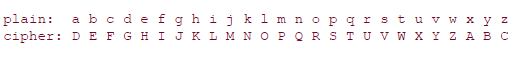 plain: a b c d e f g h i j k l m n o p q r s t u v w x y z
cipher: D E F G H I J K L M N O P Q R S T U V W X Y Z A B C